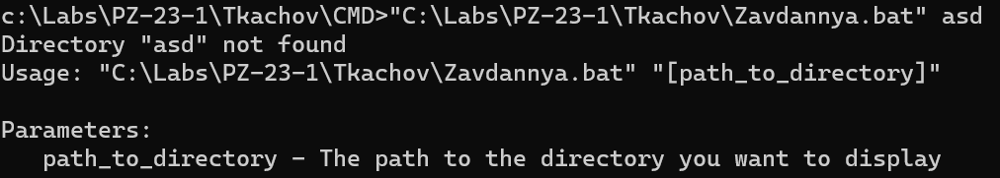 c:\Labs\PZ-23-1\Tkachov\CMD>"C:\Labs\PZ-23-1\Tkachov\Zavdannya.bat" asd
Directory "asd" not found
Usage: "C:\Labs\PZ-23-1\Tkachov\Zavdannya.bat" "[path_to_directory]"

Parameters:
   path_to_directory - The path to the directory you want to display